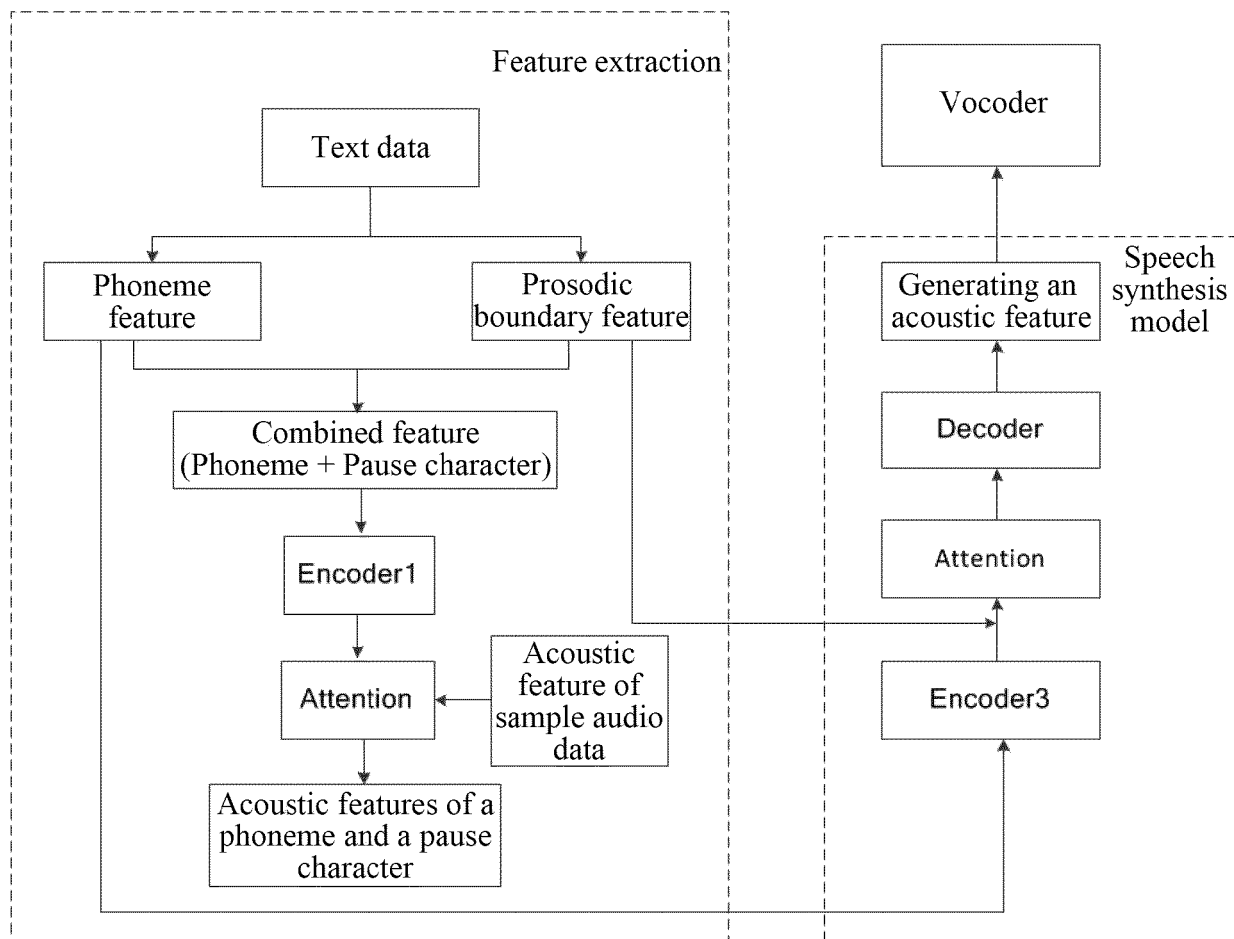 Feature extraction
Text data
Phoneme
feature
Prosodic
boundary feature
Combined feature
(Phoneme + Pause character)
Encoder1
Attention
Acoustic
feature of
sample audio
data
Acoustic features of a
phoneme and a pause
character
Vocoder
Speech
synthesis
model
Generating an
acoustic feature
Decoder
Attention
Encoder3